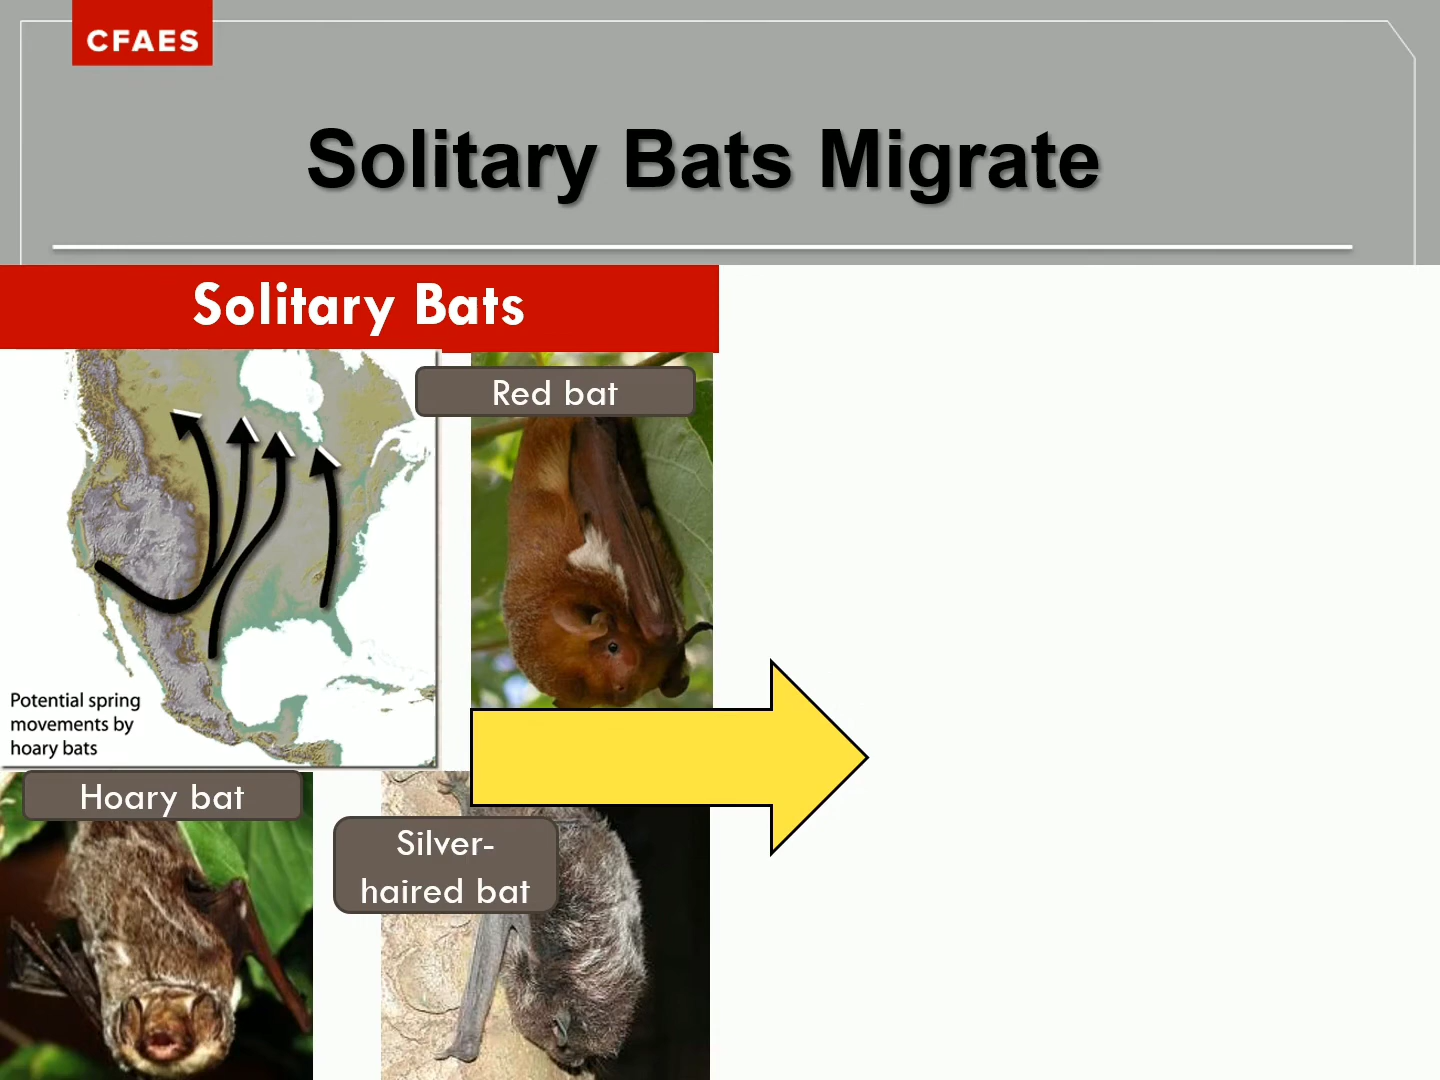 CFAES
Solitary Bats Migrate
Solitary Bats
Red bat
Potential spring
movements by
hoary bats
Hoary bat
Silver-
haired bat